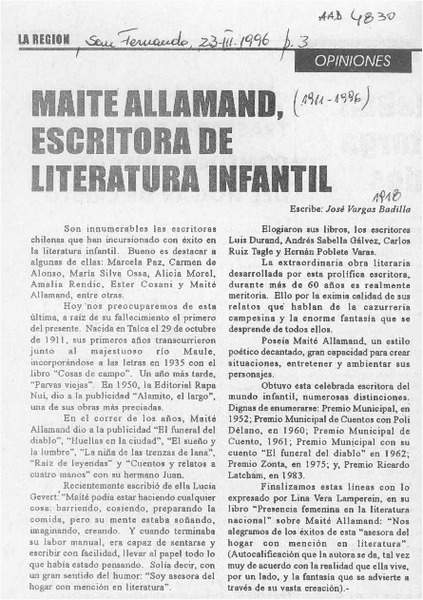 AAD 4830
LA REGION San Fernando, 23-III-1996 p. 3
OPINIONES
MAITE ALLAMAND, (1911-1996)
ESCRITORA DE
LITERATURA INFANTIL
1918
Escribe: José Vargas Badilla
Son innumerables las escritoras
chilenas que han incursionado con éxito en
la literatura infantil. Bueno es destacar a
algunas de ellas: Marcela Paz, Carmen de
Alonso, María Silva Ossa, Alicia Morel,
Amalia Rendic, Ester Cosani y Maité
Allamand, entre otras.
Hoy nos preocuparemos de esta
última, a raíz de su fallecimiento el primero
del presente. Nacida en Talca el 29 de octubre
de 1911, sus primeros años transcurrieron
junto al majestuoso río Maule,
incorporándose a las letras en 1935 con el
libro "Cosas de campo". Un año más tarde,
"Parvas viejas". En 1950, la Editorial Rapa
Nui, dio a la publicidad "Alamito, el largo",
una de sus obras más preciadas.
En el correr de los años, Maité
Allamand dio a la publicidad "El funeral del
diablo", "Huellas en la ciudad", "El sueño y
la lumbre", "La niña de las trenzas de lana",
"Raíz de leyendas" y "Cuentos y relatos a
cuatro manos" con su hermano Juan.
Recientemente escribió de ella Lucía
Gevert: "Maité podía estar haciendo cualquier
cosa: barriendo, cosiendo, preparando la
comida, pero su mente estaba soñando,
imaginando, creando. Y cuando terminaba
su labor manual, era capaz de sentarse y
escribir con facilidad, llevar al papel todo lo
que había estado pensando. Solía decir, con
un gran sentido del humor: "Soy asesora del
hogar con mención en literatura".
Elogiaron sus libros, los escritores
Luis Durand, Andrés Sabella Gálvez, Carlos
Ruiz Tagle y Hernán Poblete Varas.
La extraordinaria obra literaria
desarrollada por esta prolífica escritora,
durante más de 60 años es realmente
meritoria. Ello por la eximia calidad de sus
relatos que hablan de la cazurrería
campesina y la enorme fantasía que se
desprende de todos ellos.
Poseía Maité Allamand, un estilo
poético decantado, gran capacidad para crear
situaciones, entretener y ambientar sus
personajes.
Obtuvo esta celebrada escritora del
mundo infantil, numerosas distinciones.
Dignas de enumerarse: Premio Municipal, en
1952; Premio Municipal de Cuentos con Poli
Délano, en 1960; Premio Municipal de
Cuento, 1961; Premio Municipal con su
cuento "El funeral del diablo" en 1962;
Premio Zonta, en 1975; y, Premio Ricardo
Latcham, en 1983.
Finalizamos estas líneas con lo
expresado por Lina Vera Lamperein, en su
libro "Presencia femenina en la literatura
nacional" sobre Maité Allamand: "Nos
alegramos de los éxitos de esta "asesora del
hogar con mención en literatura".
(Autocalificación que la autora se da, tal vez
muy de acuerdo con la realidad que ella vive,
por un lado, y la fantasía que se advierte a
través de su vasta creación).-